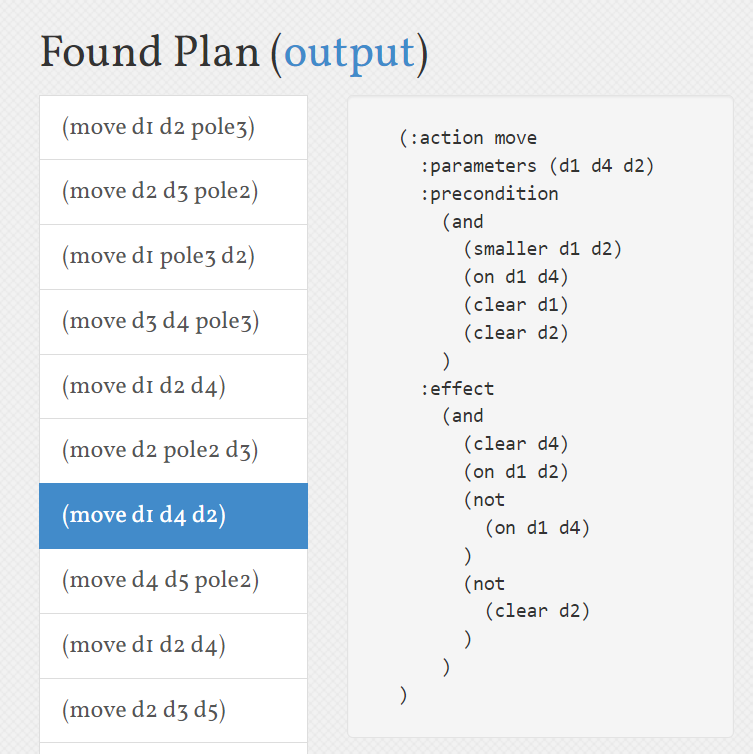 Found Plan (output)
(move d1 d2 pole3)
(move d2 d3 pole2)
(move d1 pole3 d2)
(move d3 d4 pole3)
(move d1 d2 d4)
(move d2 pole2 d3)
(move d1 d4 d2)
(move d4 d5 pole2)
(move d1 d2 d4)
(move d2 d3 d5)
(:action move
  :parameters (d1 d4 d2)
  :precondition
    (and
      (smaller d1 d2)
      (on d1 d4)
      (clear d1)
      (clear d2)
    )
  :effect
    (and
      (clear d4)
      (on d1 d2)
      (not
        (on d1 d4)
      )
      (not
        (clear d2)
      )
    )
)